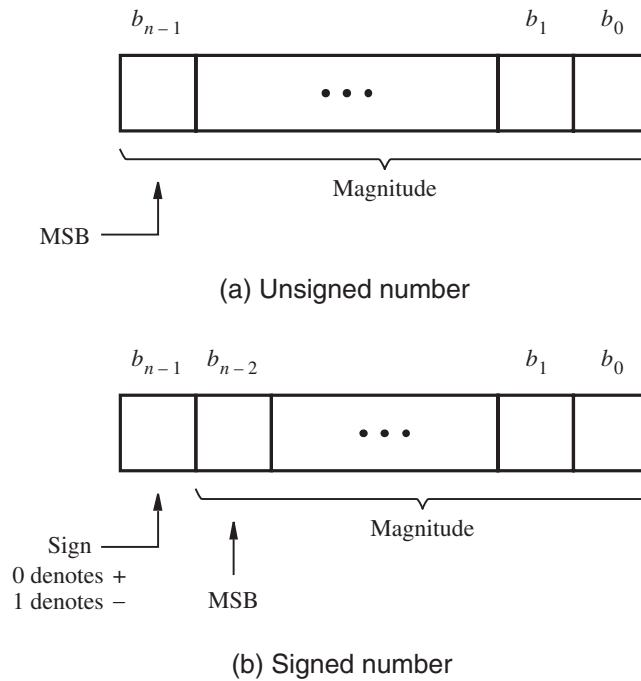 b_{n – 1} b_1 b_0
• • •
Magnitude
MSB
(a) Unsigned number
b_{n – 1} b_{n – 2} b_1 b_0
• • •
Magnitude
Sign
0 denotes +
1 denotes –
MSB
(b) Signed number